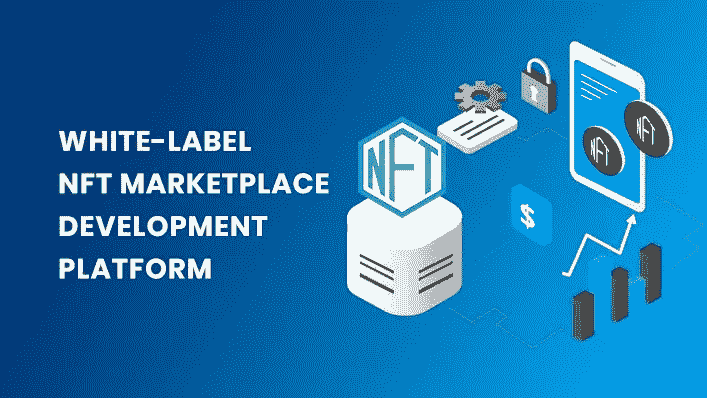 WHITE-LABEL
NFT MARKETPLACE
DEVELOPMENT
PLATFORM
NFT
NFT
NFT
$